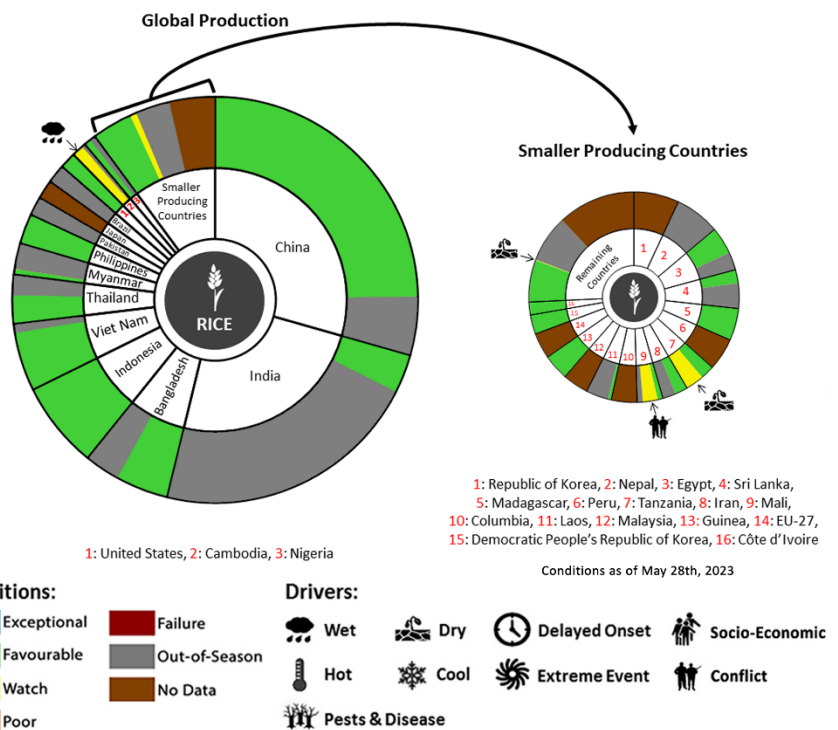 Global Production
Smaller Producing Countries
Smaller
Producing
Countries
China
India
Bangladesh
Indonesia
Viet Nam
Thailand
Myanmar
Philippines
Pakistan
Japan
Brazil
1
2
3
RICE
Remaining
Countries
1
2
3
4
5
6
7
8
9
10
11
12
13
14
15
16
1: Republic of Korea, 2: Nepal, 3: Egypt, 4: Sri Lanka,
5: Madagascar, 6: Peru, 7: Tanzania, 8: Iran, 9: Mali,
10: Columbia, 11: Laos, 12: Malaysia, 13: Guinea, 14: EU-27,
15: Democratic People's Republic of Korea, 16: Côte d'Ivoire
1: United States, 2: Cambodia, 3: Nigeria
Conditions as of May 28th, 2023
itions:
Exceptional
Favourable
Watch
Poor
Failure
Out-of-Season
No Data
Drivers:
Wet
Dry
Delayed Onset
Socio-Economic
Hot
Cool
Extreme Event
Conflict
Pests & Disease